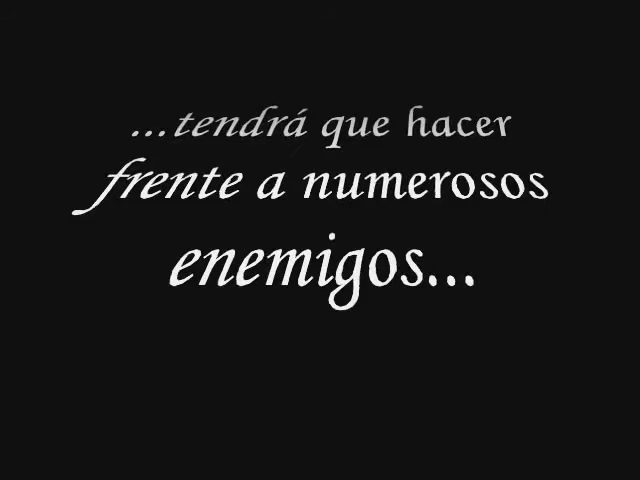 ...tendrá que hacer
frente a numerosos
enemigos...